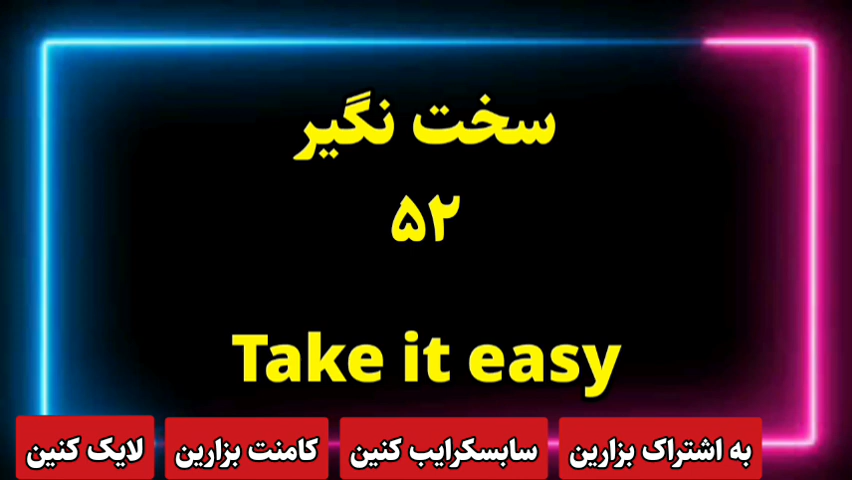 سخت نگیر
۵۲
Take it easy
به اشتراک بزارین
سابسکرایب کنین
کامنت بزارین
لایک کنین